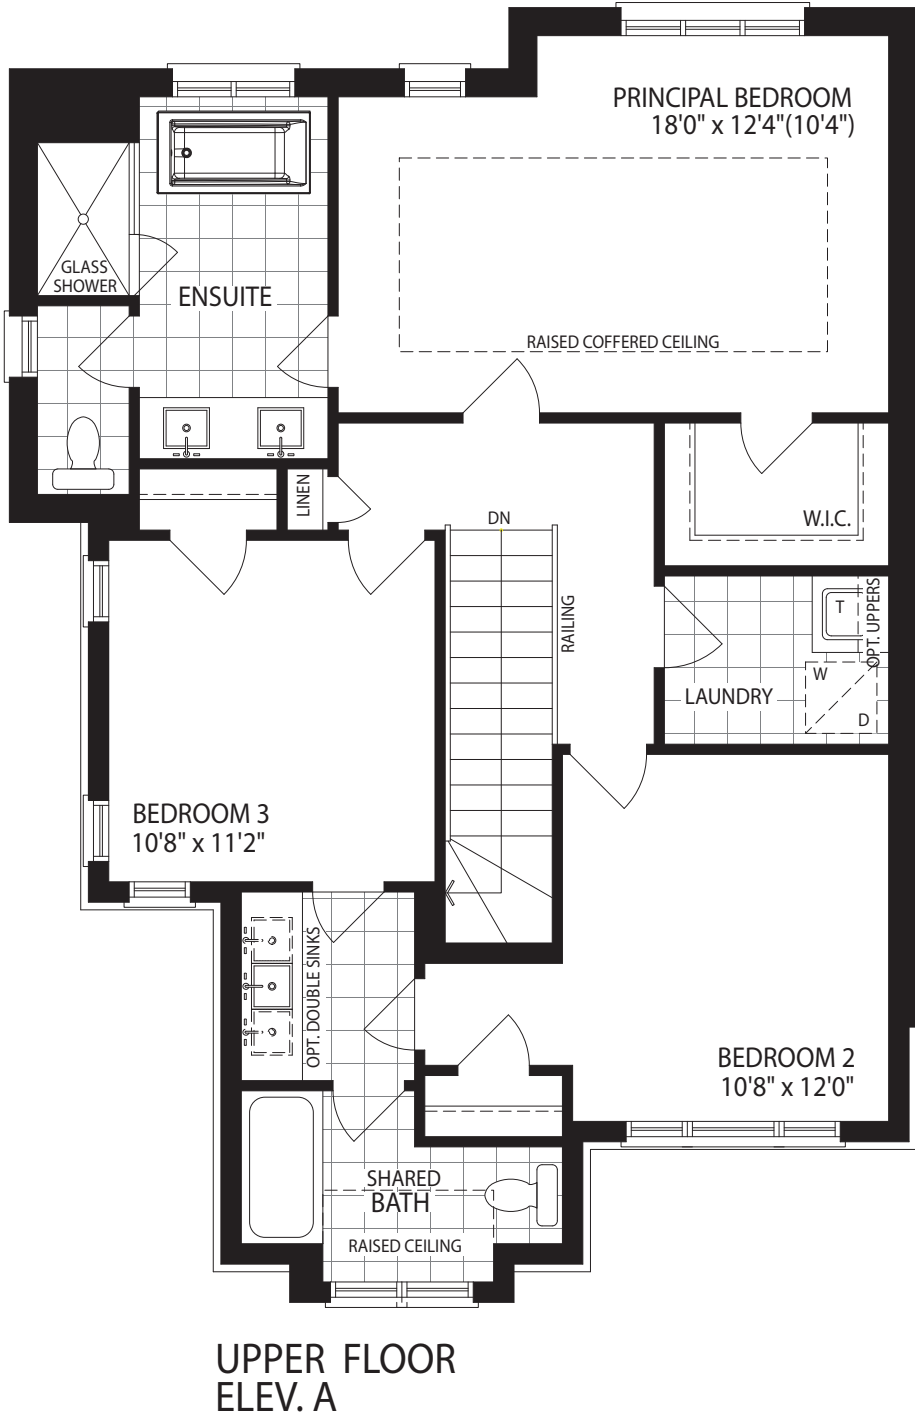 PRINCIPAL BEDROOM
18'0" x 12'4"(10'4")
GLASS
SHOWER
ENSUITE
RAISED COFFERED CEILING
LINEN
DN
W.I.C.
RAILING
T
OPT. UPPERS
W
LAUNDRY
D
BEDROOM 3
10'8" x 11'2"
OPT. DOUBLE SINKS
BEDROOM 2
10'8" x 12'0"
SHARED
BATH
RAISED CEILING
UPPER FLOOR
ELEV. A